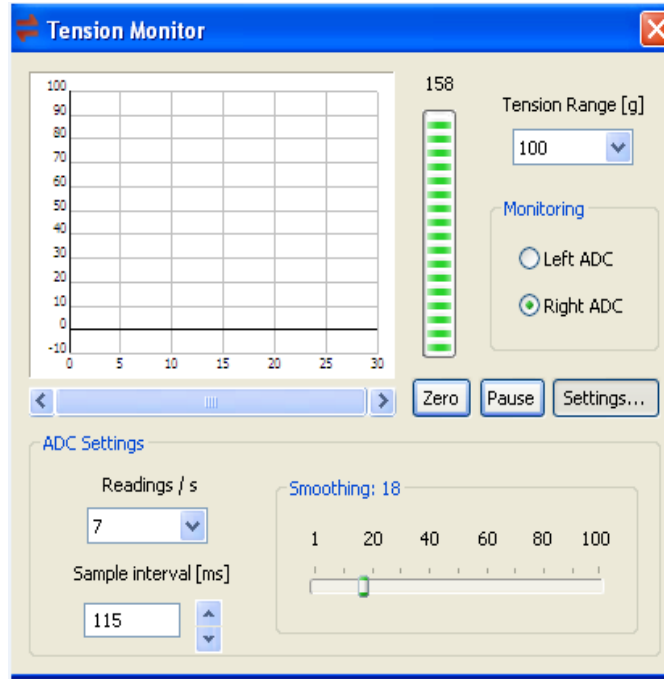 Tension Monitor
158
100
90
80
70
60
50
40
30
20
10
0
-10
0 5 10 15 20 25 30
Tension Range [g]
100
Monitoring
Left ADC
Right ADC
Zero Pause Settings...
ADC Settings
Readings / s
7
Sample interval [ms]
115
Smoothing: 18
1 20 40 60 80 100